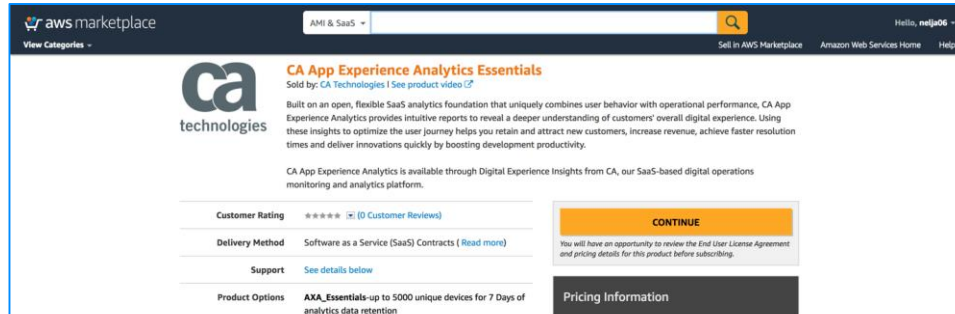 aws marketplace
AMI & SaaS
Hello, nelja06
View Categories
Sell in AWS Marketplace Amazon Web Services Home Help
ca
technologies
CA App Experience Analytics Essentials
Sold by: CA Technologies | See product video
Built on an open, flexible SaaS analytics foundation that uniquely combines user behavior with operational performance, CA App
Experience Analytics provides intuitive reports to reveal a deeper understanding of customers' overall digital experience. Using
these insights to optimize the user journey helps you retain and attract new customers, increase revenue, achieve faster resolution
times and deliver innovations quickly by boosting development productivity.
CA App Experience Analytics is available through Digital Experience Insights from CA, our SaaS-based digital operations
monitoring and analytics platform.
Customer Rating (0 Customer Reviews)
Delivery Method Software as a Service (SaaS) Contracts ( Read more)
Support See details below
Product Options AXA_Essentials-up to 5000 unique devices for 7 Days of
analytics data retention
CONTINUE
You will have an opportunity to review the End User License Agreement
and pricing details for this product before subscribing.
Pricing Information